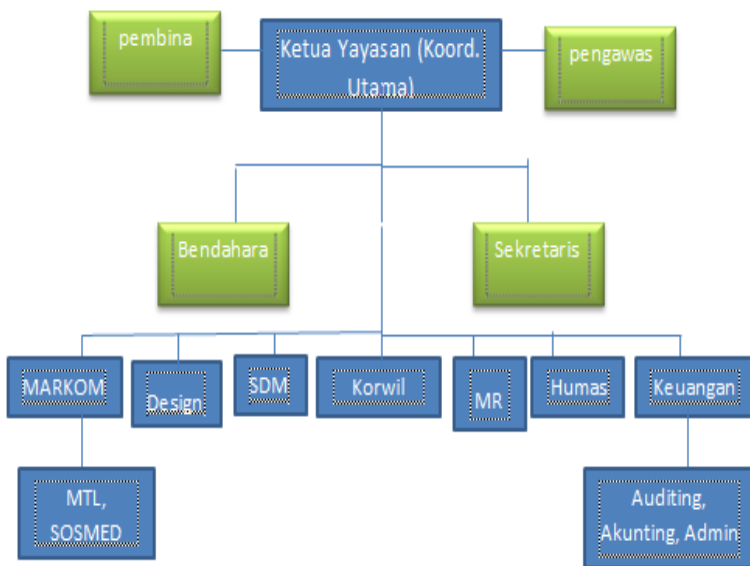 pembina
Ketua Yayasan (Koord.
Utama)
pengawas
Bendahara
Sekretaris
MARKOM
Design
SDM
Korwil
MR
Humas
Keuangan
MTL,
SOSMED
Auditing,
Akunting, Admin